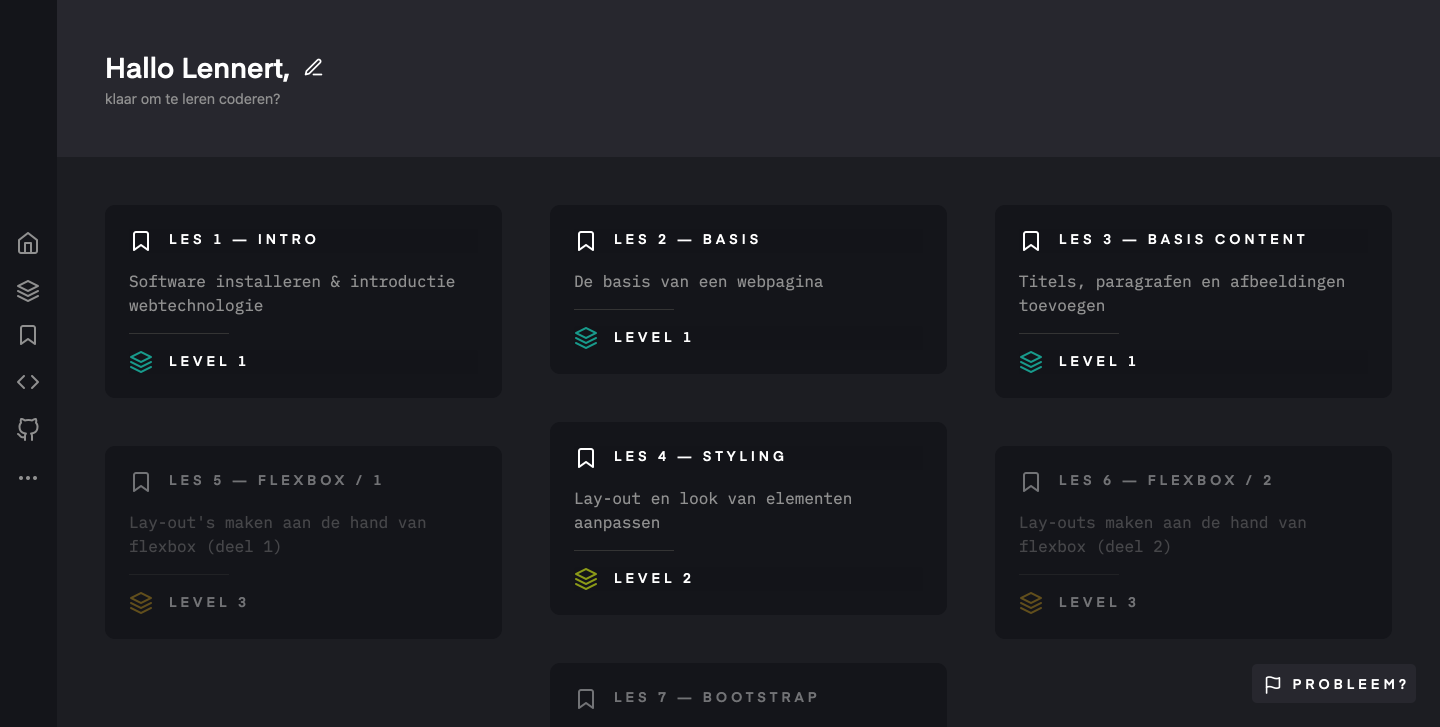 Hallo Lennert,
klaar om te leren coderen?
LES 1 — INTRO
Software installeren & introductie
webtechnologie
LEVEL 1
LES 2 — BASIS
De basis van een webpagina
LEVEL 1
LES 3 — BASIS CONTENT
Titels, paragrafen en afbeeldingen
toevoegen
LEVEL 1
LES 4 — STYLING
Lay-out en look van elementen
aanpassen
LEVEL 2
LES 5 — FLEXBOX / 1
Lay-out's maken aan de hand van
flexbox (deel 1)
LEVEL 3
LES 6 — FLEXBOX / 2
Lay-outs maken aan de hand van
flexbox (deel 2)
LEVEL 3
LES 7 — BOOTSTRAP
PROBLEEM?